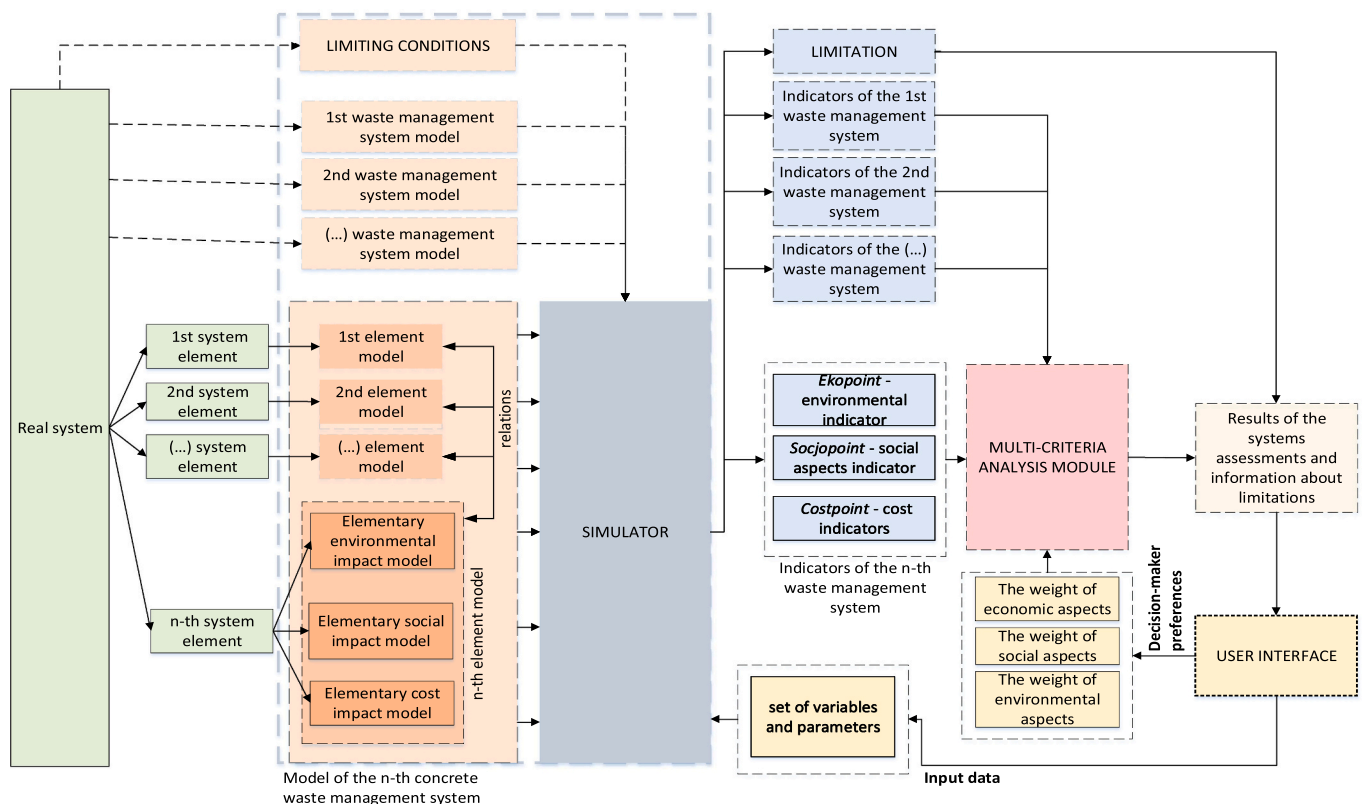 LIMITING CONDITIONS
1st waste management
system model
2nd waste management
system model
(...) waste management
system model
Real system
1st system
element
2nd system
element
(...) system
element
n-th system
element
1st element
model
2nd element
model
(...) element
model
relations
Elementary
environmental
impact model
Elementary social
impact model
Elementary cost
impact model
n-th element model
Model of the n-th concrete
waste management system
SIMULATOR
LIMITATION
Indicators of the 1st
waste management
system
Indicators of the 2nd
waste management
system
Indicators of the (...)
waste management
system
Ekopoint -
environmental
indicator
Socjopoint - social
aspects indicator
Costpoint - cost
indicators
Indicators of the n-th
waste management
system
MULTI-CRITERIA
ANALYSIS MODULE
Results of the
systems
assessments and
information about
limitations
The weight of
economic aspects
The weight of
social aspects
The weight of
environmental
aspects
Decision-maker
preferences
USER INTERFACE
set of variables
and parameters
Input data